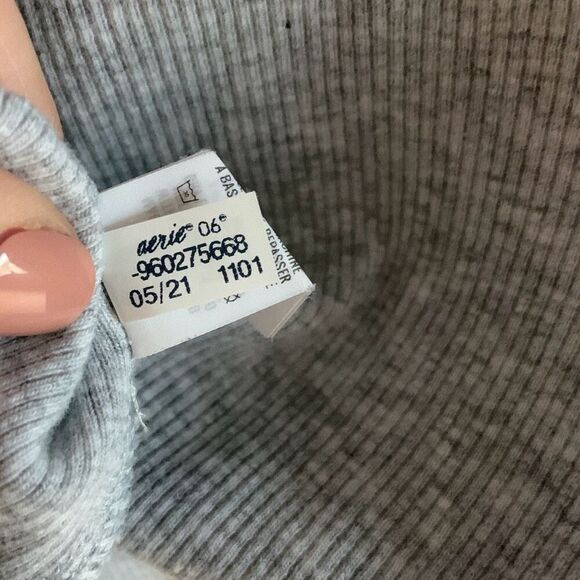 aerie® 06®
-960275668
05/21 1101
A BAS
REPASSER